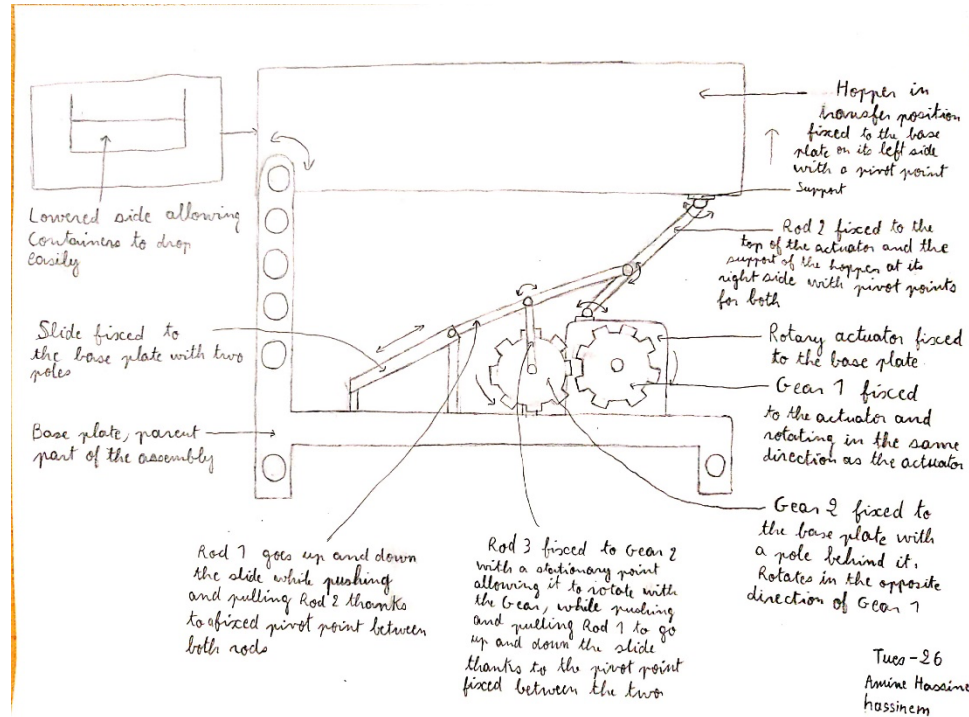 Hopper in
transfer position
fixed to the base
plate on its left side
with a pivot point
Support
Lowered side allowing
Containers to drop
easily
Rod 2 fixed to the
top of the actuator and the
support of the hopper at its
right side with pivot points
for both
Slide fixed to
the base plate with two
poles
Rotary actuator fixed
to the base plate
Gear 1 fixed
to the actuator and
rotating in the same
direction as the actuator
Base plate, parent
part of the assembly
Gear 2 fixed to
the base plate with
a pole behind it.
Rotates in the opposite
direction of Gear 1
Rod 1 goes up and down
the slide while pushing
and pulling Rod 2 thanks
to a fixed pivot point between
both rods
Rod 3 fixed to Gear 2
with a stationary point
allowing it to rotate with
the Gear, while pushing
and pulling Rod 1 to go
up and down the slide
thanks to the pivot point
fixed between the two
Tues-26
Amine Hassine
hassinem